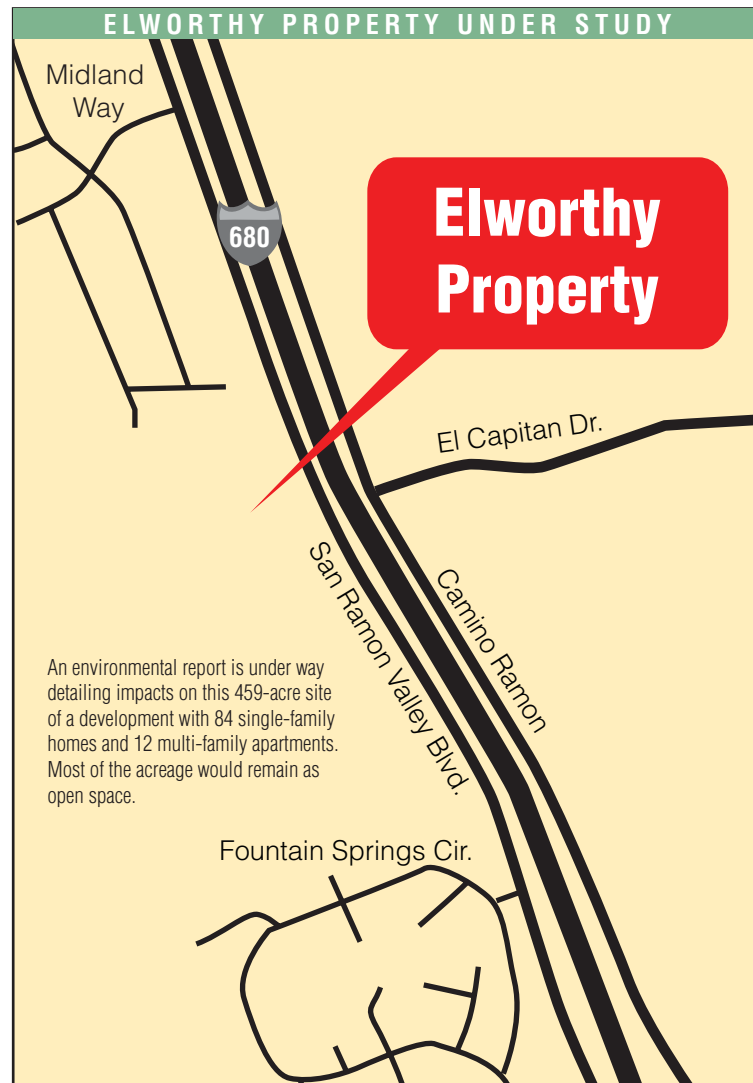 ELWORTHY PROPERTY UNDER STUDY
Midland
Way
680
Elworthy
Property
El Capitan Dr.
San Ramon Valley Blvd.
Camino Ramon
An environmental report is under way
detailing impacts on this 459-acre site
of a development with 84 single-family
homes and 12 multi-family apartments.
Most of the acreage would remain as
open space.
Fountain Springs Cir.